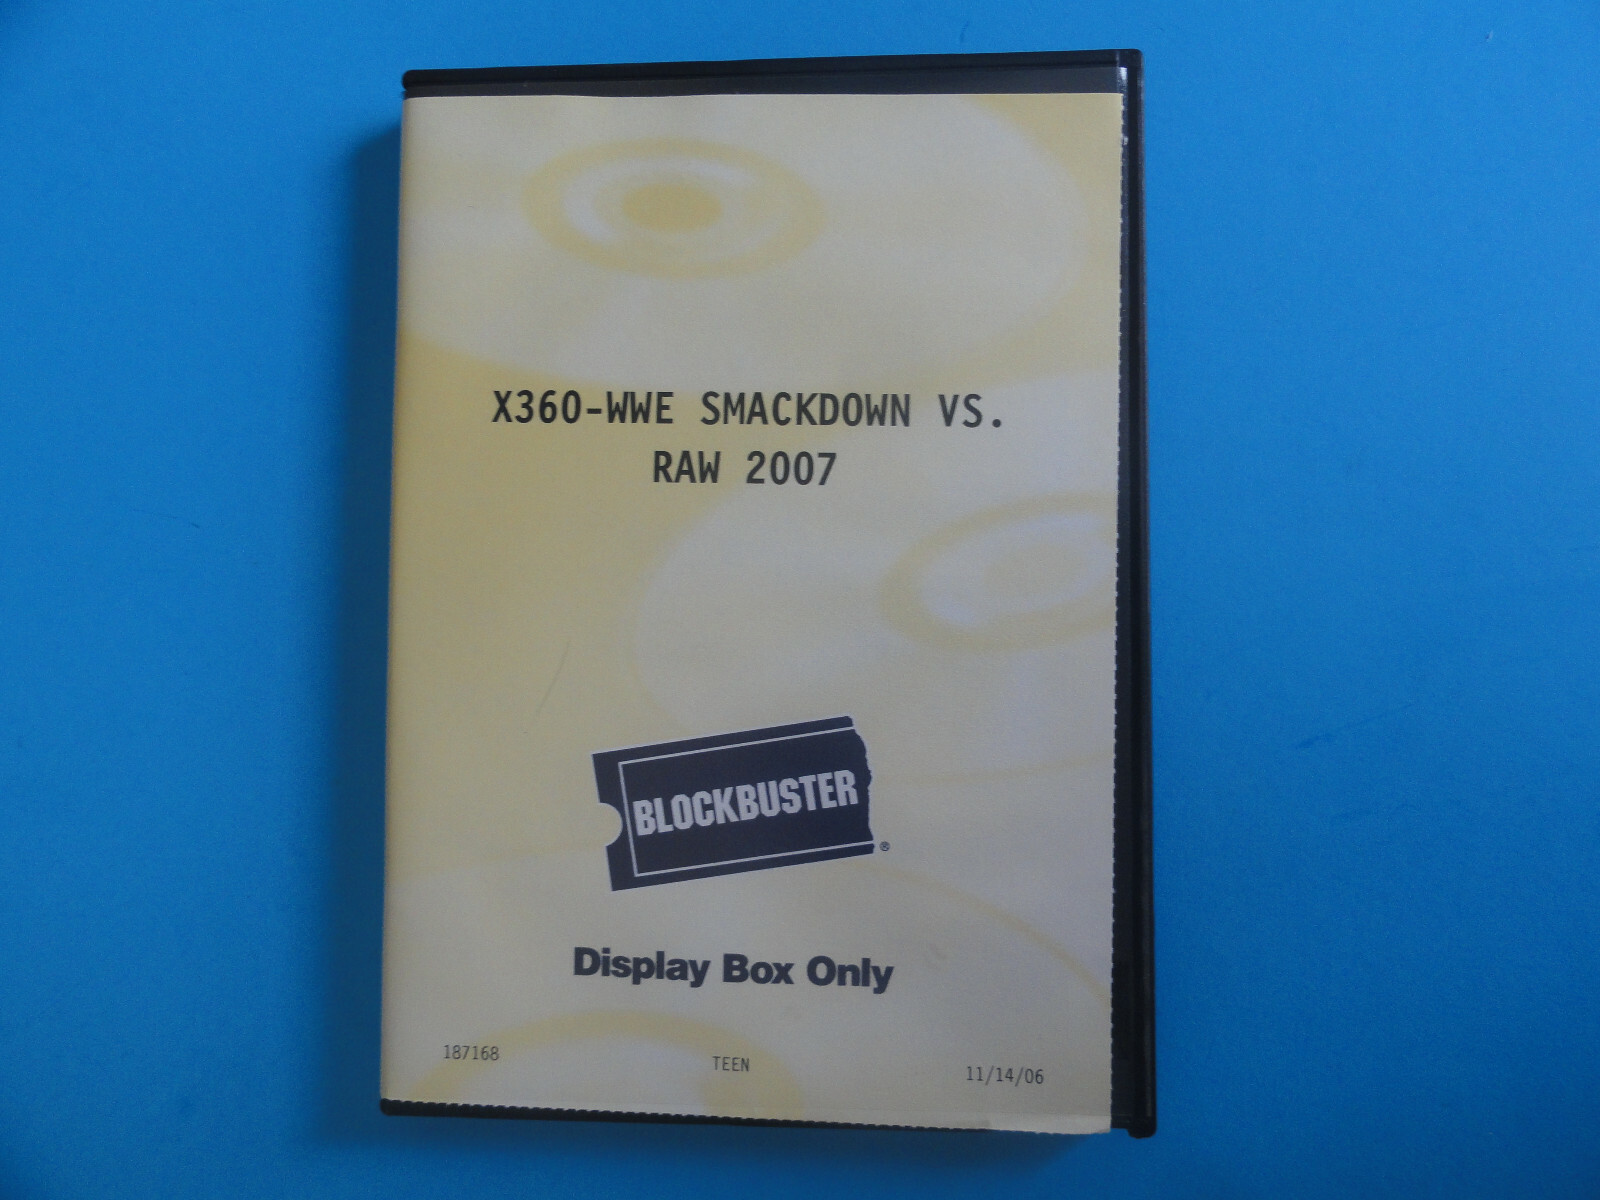 X360-WWE SMACKDOWN VS.
RAW 2007
BLOCKBUSTER
®
Display Box Only
187168
TEEN
11/14/06